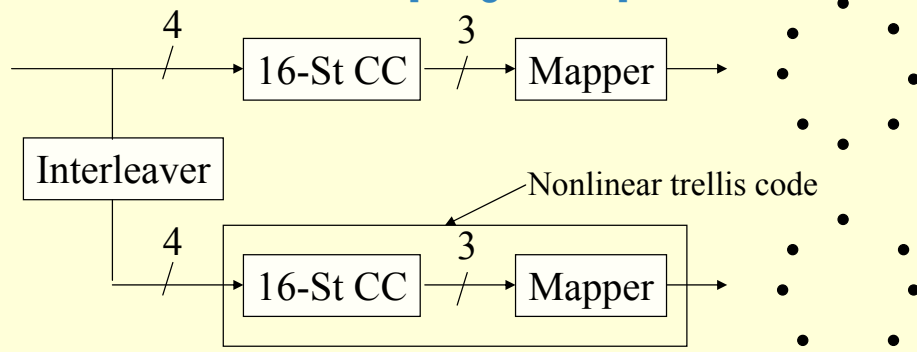 4
3
16-St CC
Mapper
Interleaver
Nonlinear trellis code
4
3
16-St CC
Mapper